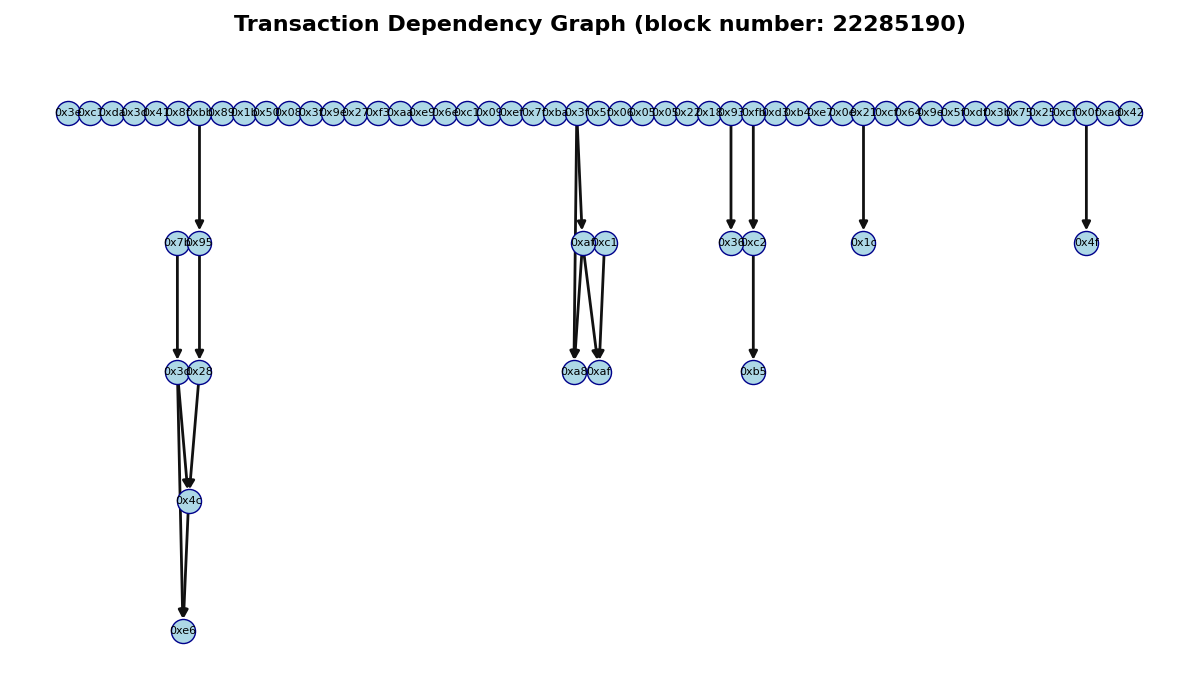 Transaction Dependency Graph (block number: 22285190)
0x3e 0xc1 0xda 0x3d 0x41 0x8f 0xbb 0x89 0x1b 0x50 0x08 0x3f 0x9e 0x27 0xf3 0xaa 0xe9 0x6e 0xc1 0x09 0xef 0x7f 0xba 0x3f 0x5f 0x06 0x05 0x05 0x22 0x18 0x93 0xfb 0xd3 0xb4 0xe7 0x0e 0x21 0x64 0x9e 0x5f 0xdf 0x3b 0x75 0x25 0xcf 0x0f 0xad 0x42
0x7b 0x95 0xaf 0xc1 0x36 0xc2 0x1c 0x4f
0x3d 0x28 0xa8 0xaf 0xb5
0x4c
0xe6